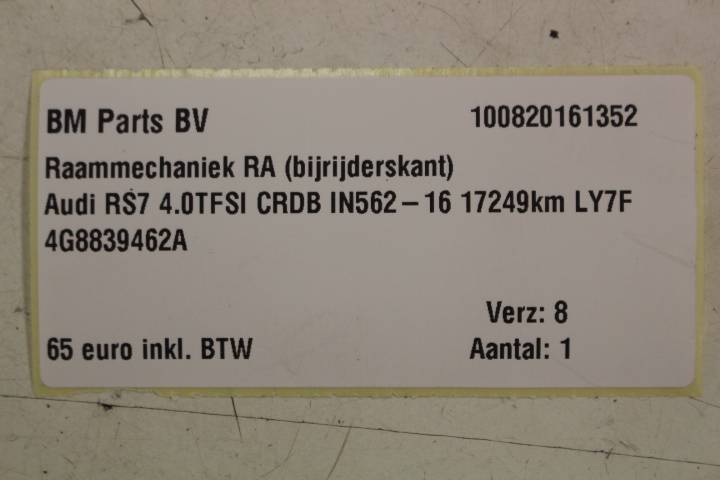 BM Parts BV 100820161352
Raammechaniek RA (bijrijderskant)
Audi RS7 4.0TFSI CRDB IN562-16 17249km LY7F
4G8839462A
Verz: 8
65 euro inkl. BTW Aantal: 1